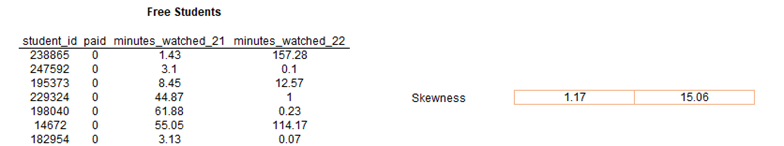 Free Students
student_id paid minutes_watched_21 minutes_watched_22
238865 0 1.43 157.28
247592 0 3.1 0.1
195373 0 8.45 12.57
229324 0 44.87 1
Skewness 1.17 15.06
198040 0 61.88 0.23
14672 0 55.05 114.17
182954 0 3.13 0.07